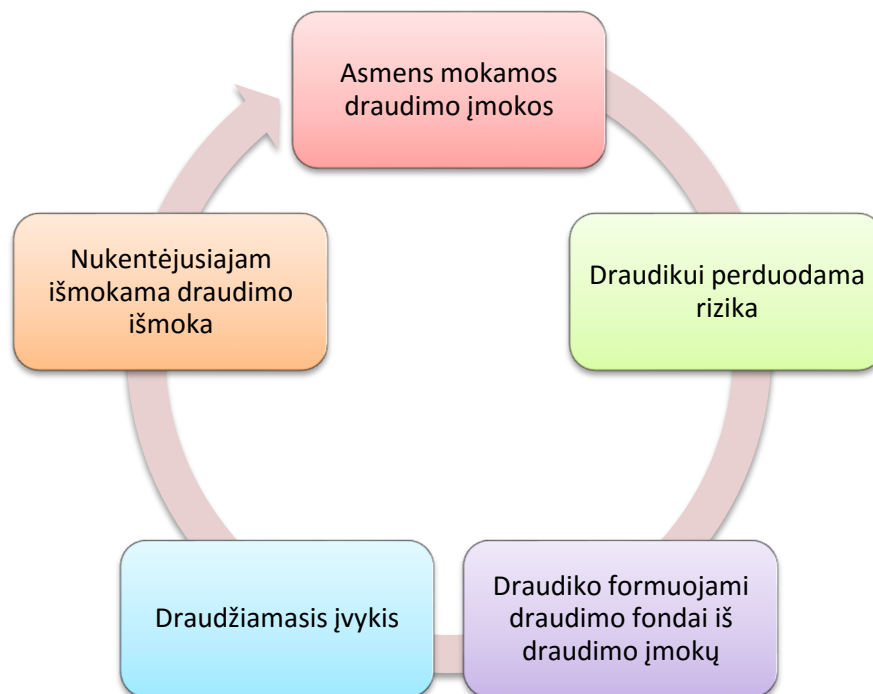 Asmens mokamos
draudimo įmokos
Draudikui perduodama
rizika
Draudiko formuojami
draudimo fondai iš
draudimo įmokų
Draudžiamasis įvykis
Nukentėjusiajam
išmokama draudimo
išmoka